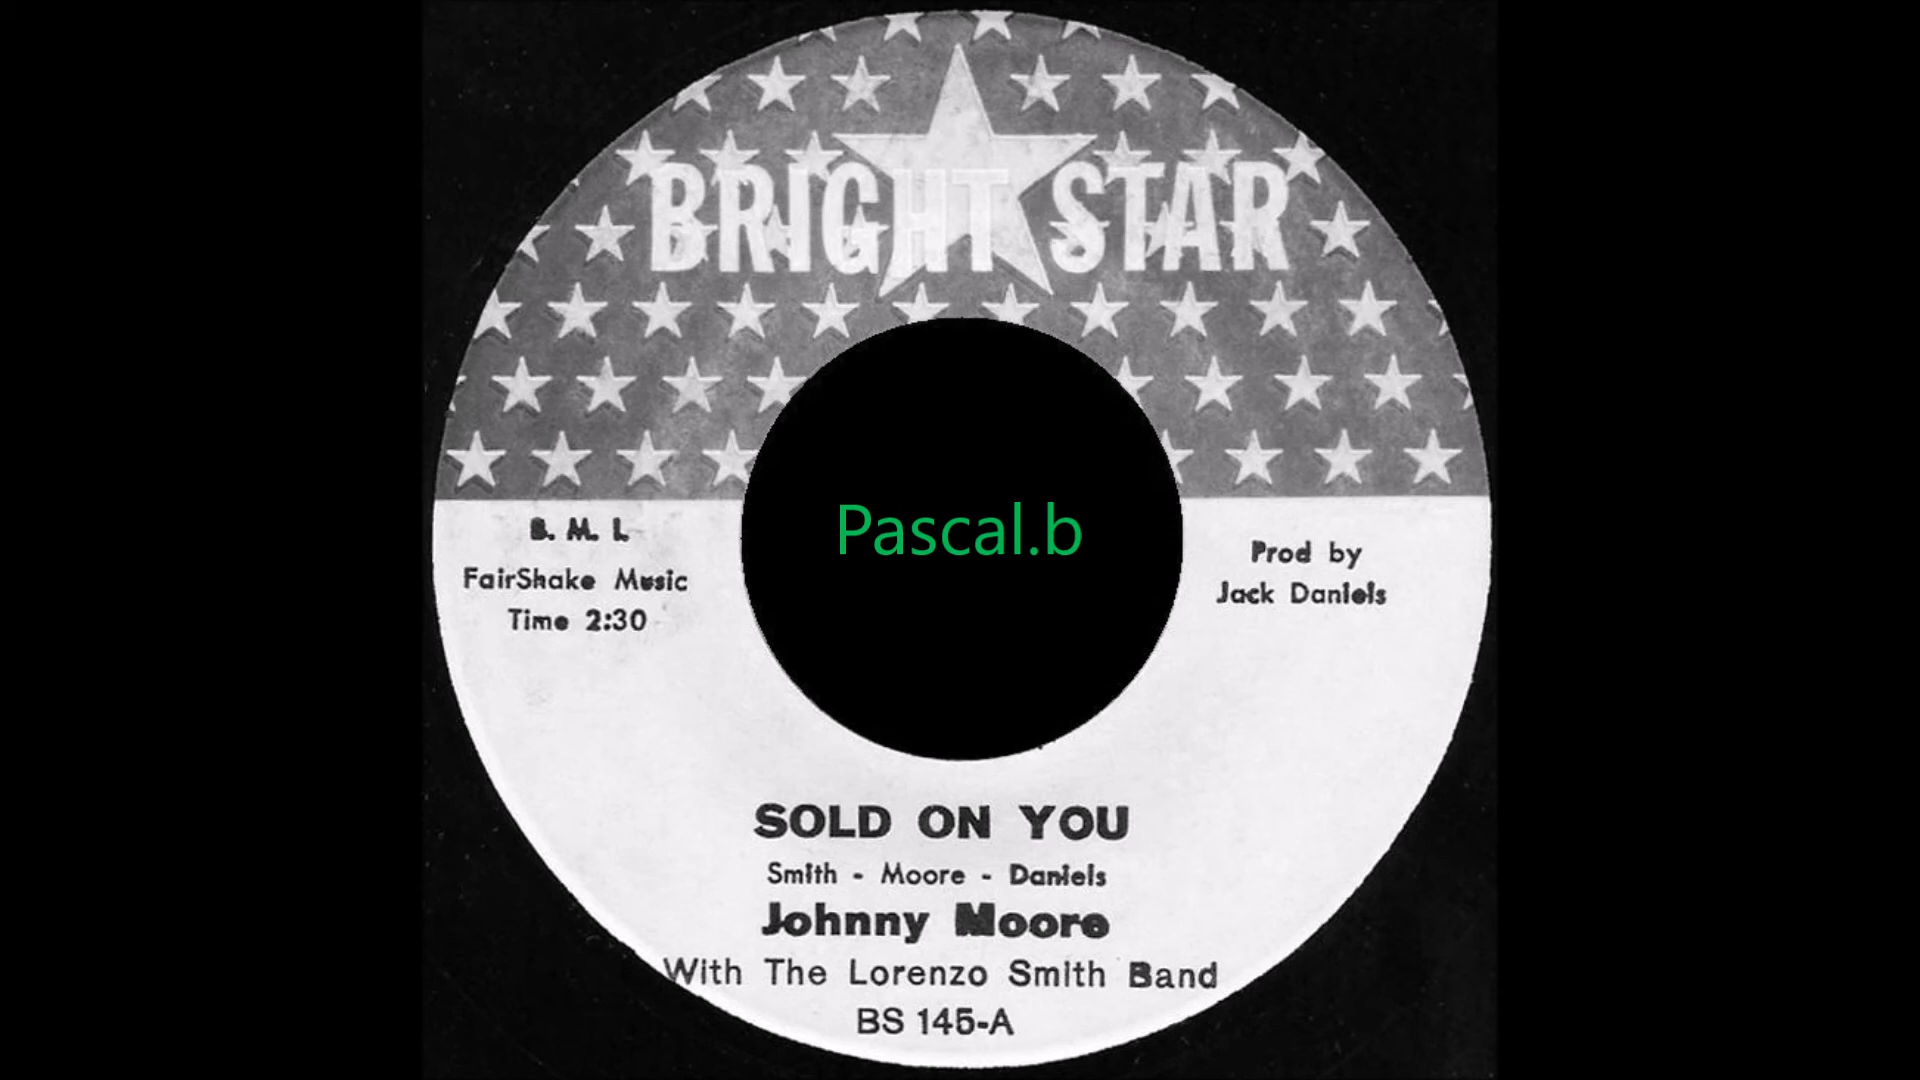 BRIGHT STAR
B. M. I.
FairShake Music
Time 2:30
Pascal.b
Prod by
Jack Daniels
SOLD ON YOU
Smith - Moore - Daniels
Johnny Moore
With The Lorenzo Smith Band
BS 145-A